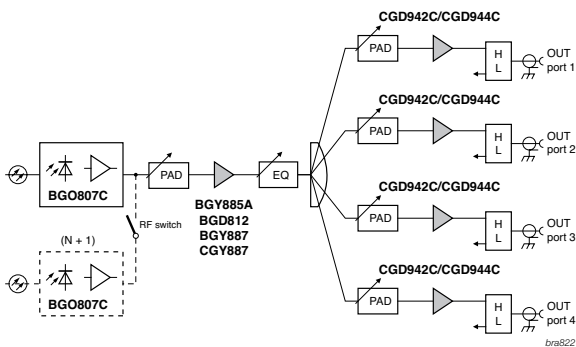 CGD942C/CGD944C
PAD
H
L
OUT
port 1
CGD942C/CGD944C
PAD
H
L
OUT
port 2
BGO807C
PAD
EQ
BGY885A
BGD812
BGY887
CGY887
RF switch
(N + 1)
BGO807C
CGD942C/CGD944C
PAD
H
L
OUT
port 3
CGD942C/CGD944C
PAD
H
L
OUT
port 4
bra822